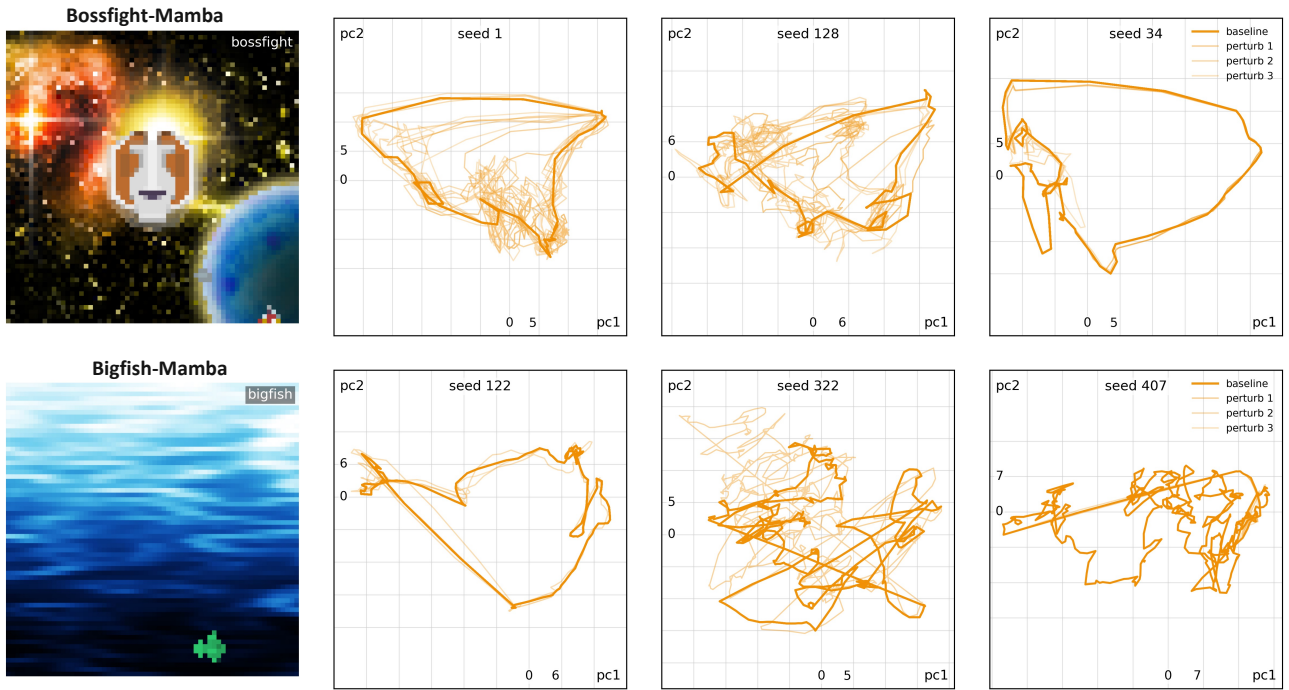 Bossfight-Mamba
bossfight
pc2
seed 1
5
0
0 5
pc1
pc2
seed 128
6
0
0 6
pc1
pc2
seed 34
baseline
perturb 1
perturb 2
perturb 3
5
0
0 5
pc1
Bigfish-Mamba
bigfish
pc2
seed 122
6
0
0 6
pc1
pc2
seed 322
5
0
0 5
pc1
pc2
seed 407
baseline
perturb 1
perturb 2
perturb 3
7
0
0 7
pc1